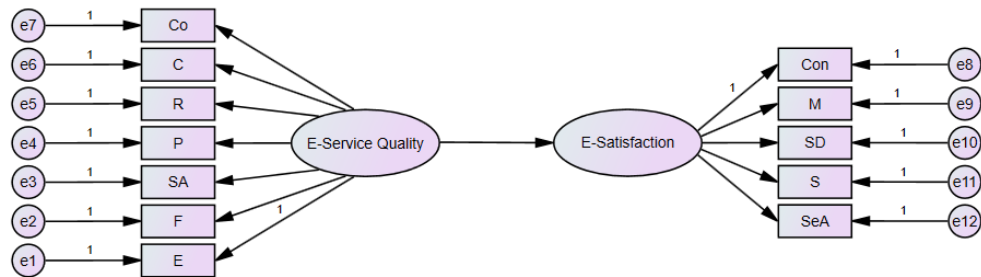 e7 1 Co
e6 1 C
e5 1 R
e4 1 P
e3 1 SA
e2 1 F
e1 1 E
E-Service Quality
1
E-Satisfaction
1
Con 1 e8
M 1 e9
SD 1 e10
S 1 e11
SeA 1 e12